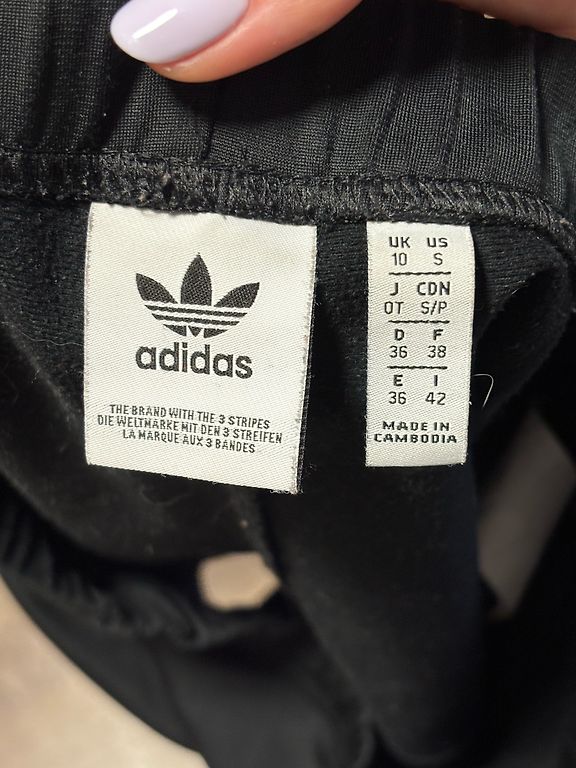 adidas
THE BRAND WITH THE 3 STRIPES
DIE WELTMARKE MIT DEN 3 STREIFEN
LA MARQUE AUX 3 BANDES
UK US
10 S
J CDN
OT S/P
D F
36 38
E I
36 42
MADE IN
CAMBODIA